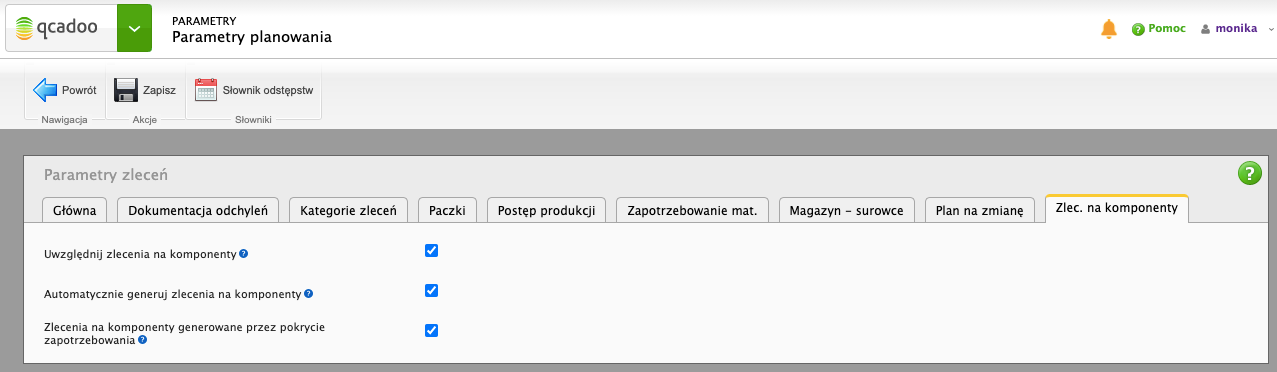 qcadoo
PARAMETRY
Parametry planowania
? Pomoc
monika
Powrót
Zapisz
Słownik odstępstw
Nawigacja
Akcje
Słowniki
Parametry zleceń
?
Główna
Dokumentacja odchyleń
Kategorie zleceń
Paczki
Postęp produkcji
Zapotrzebowanie mat.
Magazyn - surowce
Plan na zmianę
Zlec. na komponenty
Uwzględnij zlecenia na komponenty ?
Automatycznie generuj zlecenia na komponenty ?
Zlecenia na komponenty generowane przez pokrycie
zapotrzebowania ?